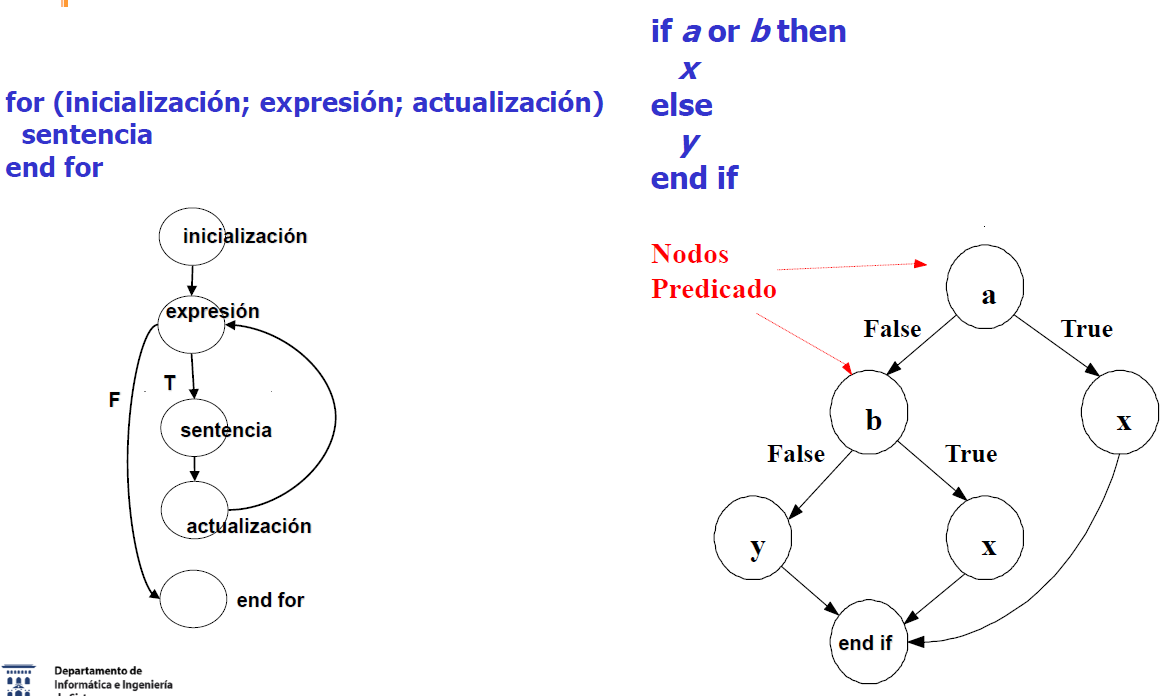 for (inicialización; expresión; actualización)
sentencia
end for
inicialización
expresión
T
F
sentencia
actualización
end for
if a or b then
x
else
y
end if
Nodos
Predicado
a
False
True
b
x
False
True
y
x
end if
Departamento de
Informática e Ingeniería